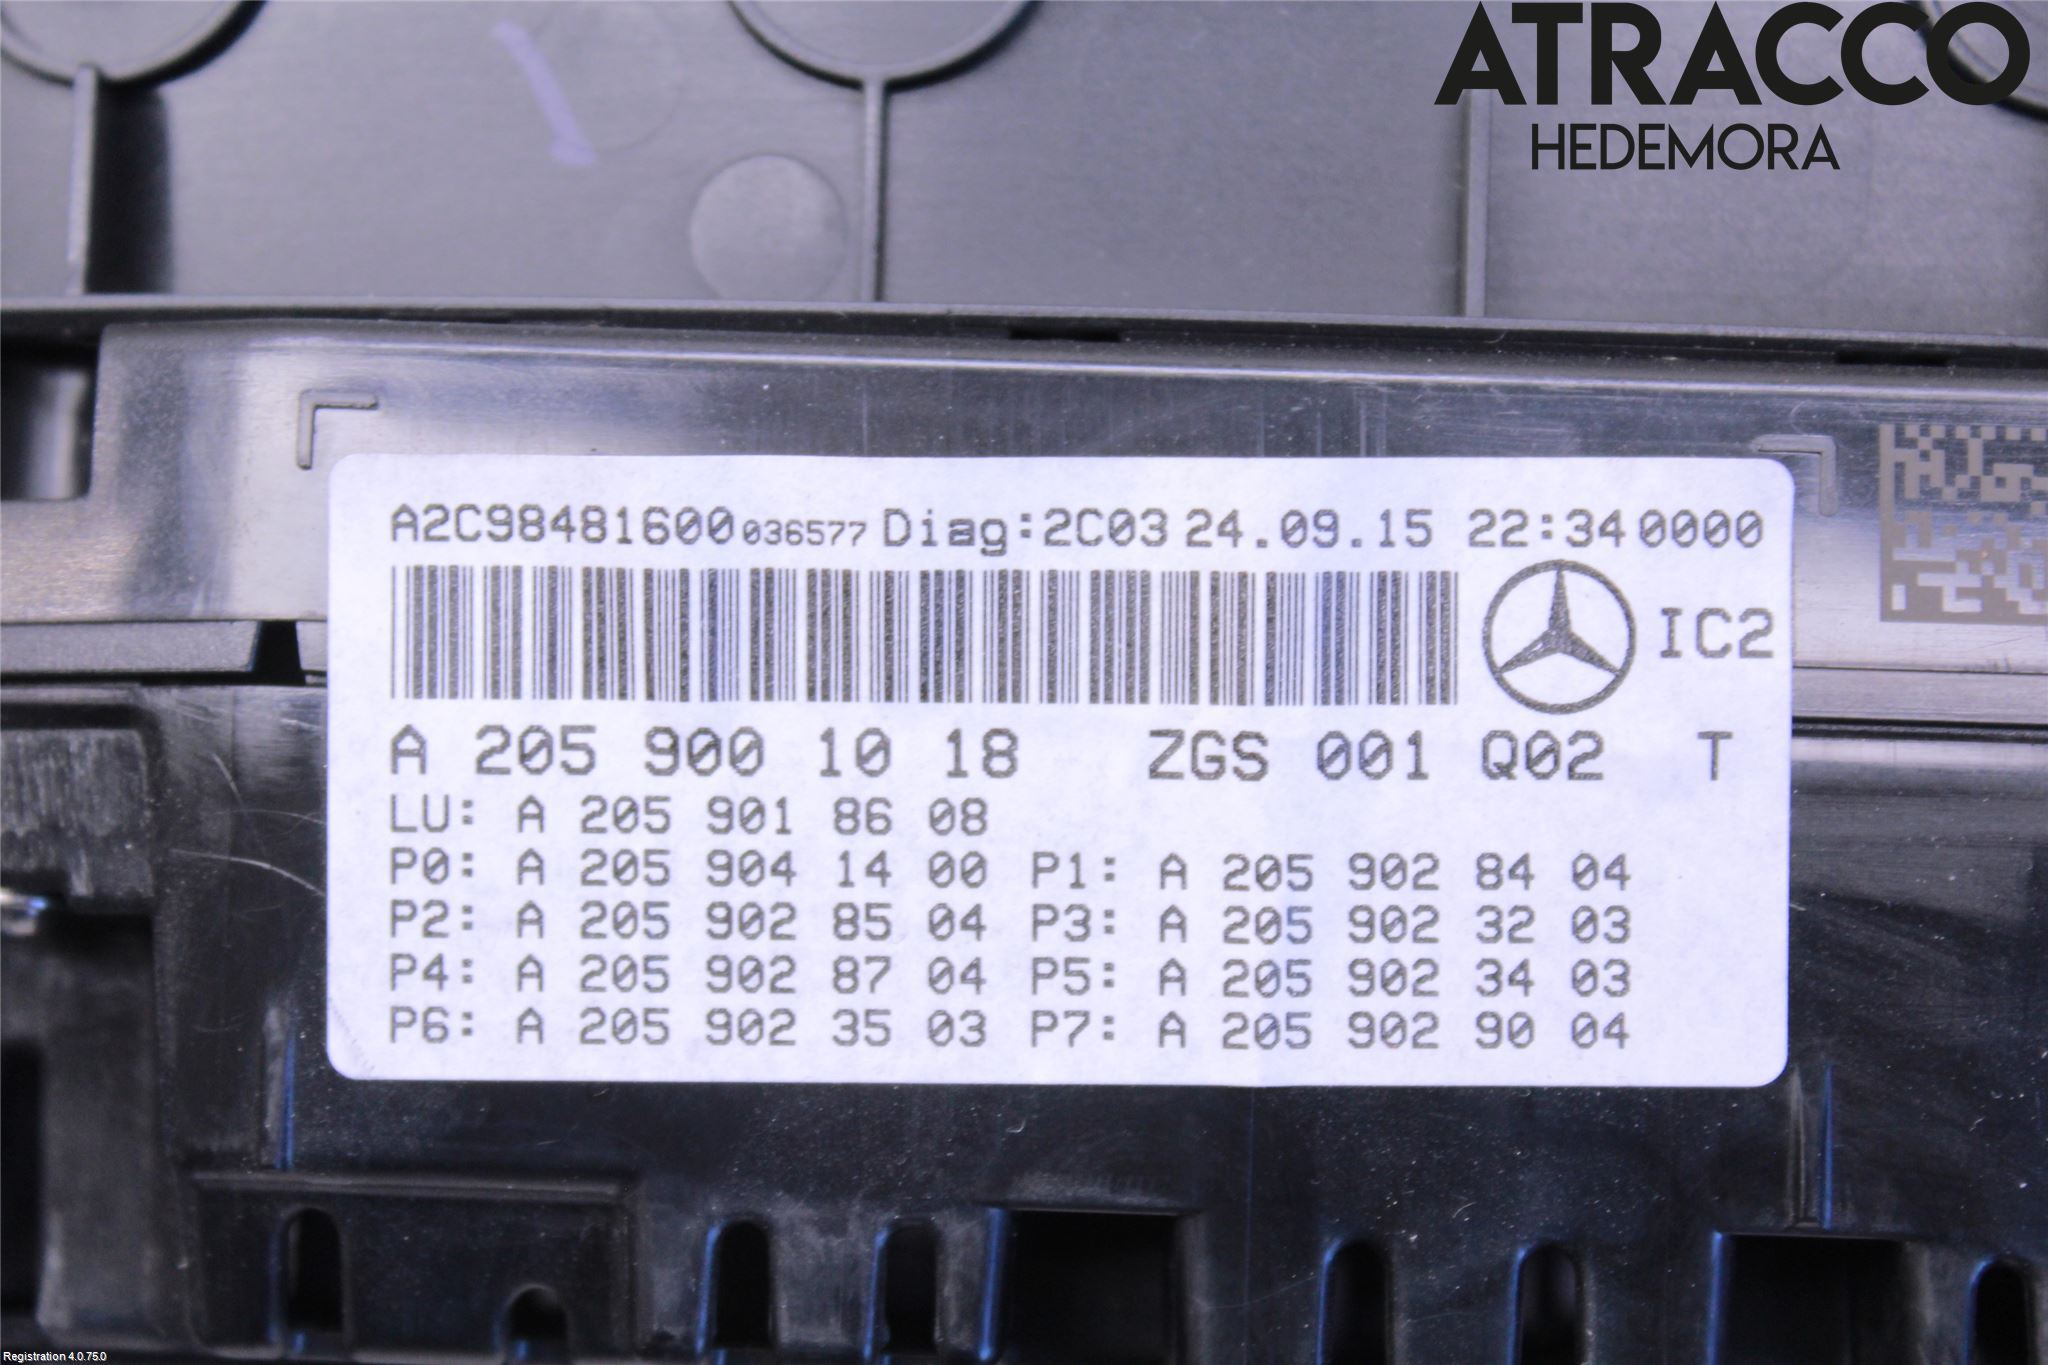 ATRACCO
HEDEMORA
A2C98481600 036577 Diag:2C03 24.09.15 22:34 0000
IC2
A 205 900 10 18 ZGS 001 Q02 T
LU: A 205 901 86 08
P0: A 205 904 14 00 P1: A 205 902 84 04
P2: A 205 902 85 04 P3: A 205 902 32 03
P4: A 205 902 87 04 P5: A 205 902 34 03
P6: A 205 902 35 03 P7: A 205 902 90 04
Registration 4.0.75.0